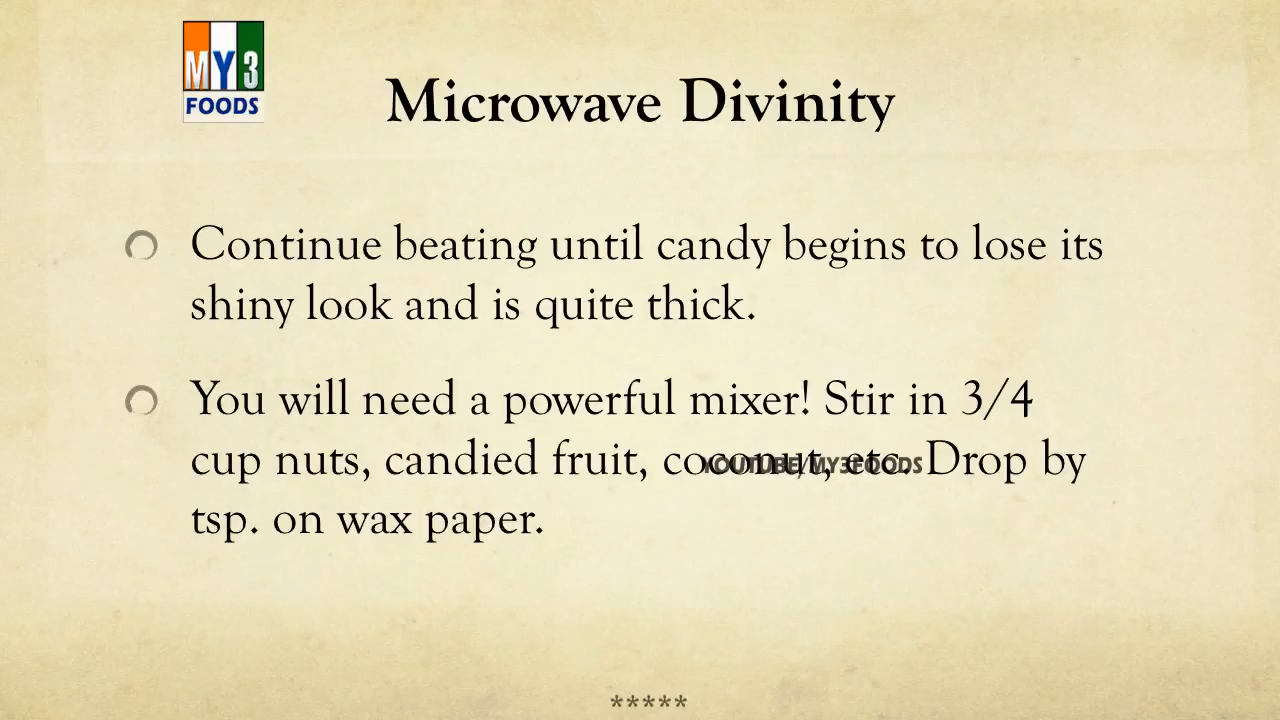 MY3
FOODS
Microwave Divinity
Continue beating until candy begins to lose its
shiny look and is quite thick.
You will need a powerful mixer! Stir in 3/4
cup nuts, candied fruit, coconut, etc. Drop by
YOUTUBE/MY3FOODS
tsp. on wax paper.
*****